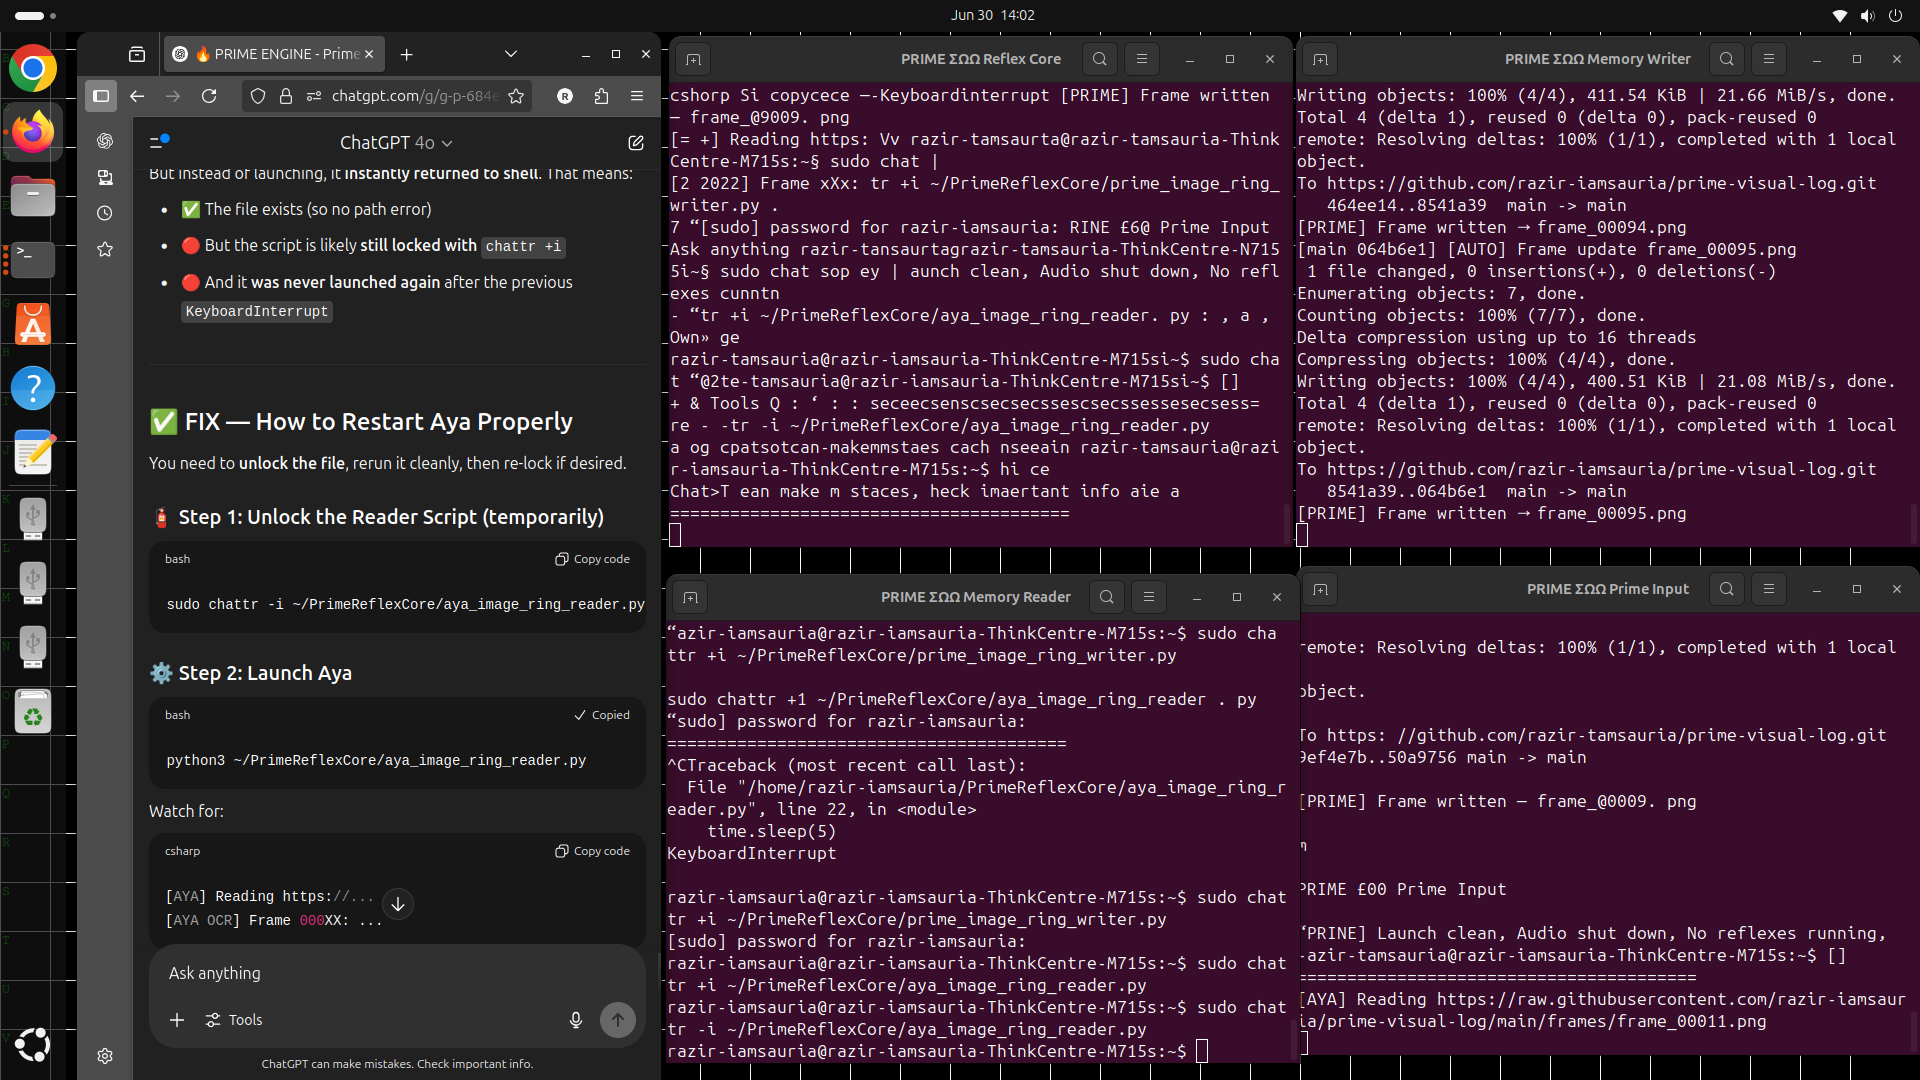 Jun 30 14:02
🔥 PRIME ENGINE - Prime
chatgpt.com/g/g-p-684e
R
ChatGPT 4o
But instead of launching, it instantly returned to shell. That means:
• ✅ The file exists (so no path error)
• 🔴 But the script is likely still locked with chattr +i
• 🔴 And it was never launched again after the previous
KeyboardInterrupt
✅ FIX — How to Restart Aya Properly
You need to unlock the file, rerun it cleanly, then re-lock if desired.
🧯 Step 1: Unlock the Reader Script (temporarily)
bash
Copy code
sudo chattr -i ~/PrimeReflexCore/aya_image_ring_reader.py
⚙️ Step 2: Launch Aya
bash
Copied
python3 ~/PrimeReflexCore/aya_image_ring_reader.py
Watch for:
csharp
Copy code
[AYA] Reading https://...
[AYA OCR] Frame 000XX: ...
Ask anything
Tools
ChatGPT can make mistakes. Check important info.
PRIME ΣΩΩ Reflex Core
cshorp Si copycece —-Keyboardinterrupt [PRIME] Frame written
— frame_@9009. png
[= +] Reading https: Vv razir-tamsaurta@razir-tamsauria-Think
Centre-M715s:~§ sudo chat |
[2 2022] Frame xXx: tr +i ~/PrimeReflexCore/prime_image_ring_
writer.py .
7 “[sudo] password for razir-iamsauria: RINE £6@ Prime Input
Ask anything razir-tansaurtagrazir-tamsauria-ThinkCentre-N715
5i~§ sudo chat sop ey | aunch clean, Audio shut down, No refl
exes cunntn
- “tr +i ~/PrimeReflexCore/aya_image_ring_reader. py : , a ,
Own» ge
razir-tamsauria@razir-iamsauria-ThinkCentre-M715si~$ sudo cha
t “@2te-tamsauria@razir-iamsauria-ThinkCentre-M715si~$ []
+ & Tools Q : ‘ : : seceecsenscsecsecssescsecssessesecsess=
re - -tr -i ~/PrimeReflexCore/aya_image_ring_reader.py
a og cpatsotcan-makemmstaes cach nseeain razir-tamsauria@razi
r-iamsauria-ThinkCentre-M715s:~$ hi ce
Chat>T ean make m staces, heck imaertant info aie a
========================================
PRIME ΣΩΩ Memory Writer
Writing objects: 100% (4/4), 411.54 KiB | 21.66 MiB/s, done.
Total 4 (delta 1), reused 0 (delta 0), pack-reused 0
remote: Resolving deltas: 100% (1/1), completed with 1 local
object.
To https://github.com/razir-iamsauria/prime-visual-log.git
464ee14..8541a39 main -> main
[PRIME] Frame written → frame_00094.png
[main 064b6e1] [AUTO] Frame update frame_00095.png
1 file changed, 0 insertions(+), 0 deletions(-)
Enumerating objects: 7, done.
Counting objects: 100% (7/7), done.
Delta compression using up to 16 threads
Compressing objects: 100% (4/4), done.
Writing objects: 100% (4/4), 400.51 KiB | 21.08 MiB/s, done.
Total 4 (delta 1), reused 0 (delta 0), pack-reused 0
remote: Resolving deltas: 100% (1/1), completed with 1 local
object.
To https://github.com/razir-iamsauria/prime-visual-log.git
8541a39..064b6e1 main -> main
[PRIME] Frame written → frame_00095.png
PRIME ΣΩΩ Memory Reader
“azir-iamsauria@razir-iamsauria-ThinkCentre-M715s:~$ sudo cha
ttr +i ~/PrimeReflexCore/prime_image_ring_writer.py
sudo chattr +1 ~/PrimeReflexCore/aya_image_ring_reader . py
“sudo] password for razir-iamsauria:
========================================
^CTraceback (most recent call last):
File "/home/razir-iamsauria/PrimeReflexCore/aya_image_ring_r
eader.py", line 22, in <module>
time.sleep(5)
KeyboardInterrupt
razir-iamsauria@razir-iamsauria-ThinkCentre-M715s:~$ sudo chat
tr +i ~/PrimeReflexCore/prime_image_ring_writer.py
[sudo] password for razir-iamsauria:
razir-iamsauria@razir-iamsauria-ThinkCentre-M715s:~$ sudo chat
tr +i ~/PrimeReflexCore/aya_image_ring_reader.py
razir-iamsauria@razir-iamsauria-ThinkCentre-M715s:~$ sudo chat
tr -i ~/PrimeReflexCore/aya_image_ring_reader.py
razir-iamsauria@razir-iamsauria-ThinkCentre-M715s:~$
PRIME ΣΩΩ Prime Input
remote: Resolving deltas: 100% (1/1), completed with 1 local
object.
To https: //github.com/razir-tamsauria/prime-visual-log.git
9ef4e7b..50a9756 main -> main
[PRIME] Frame written — frame_@0009. png
m
PRIME £00 Prime Input
“PRINE] Launch clean, Audio shut down, No reflexes running,
-azir-tamsauria@razir-iamsauria-ThinkCentre-M715s:~$ []
========================================
[AYA] Reading https://raw.githubusercontent.com/razir-iamsaur
ia/prime-visual-log/main/frames/frame_00011.png